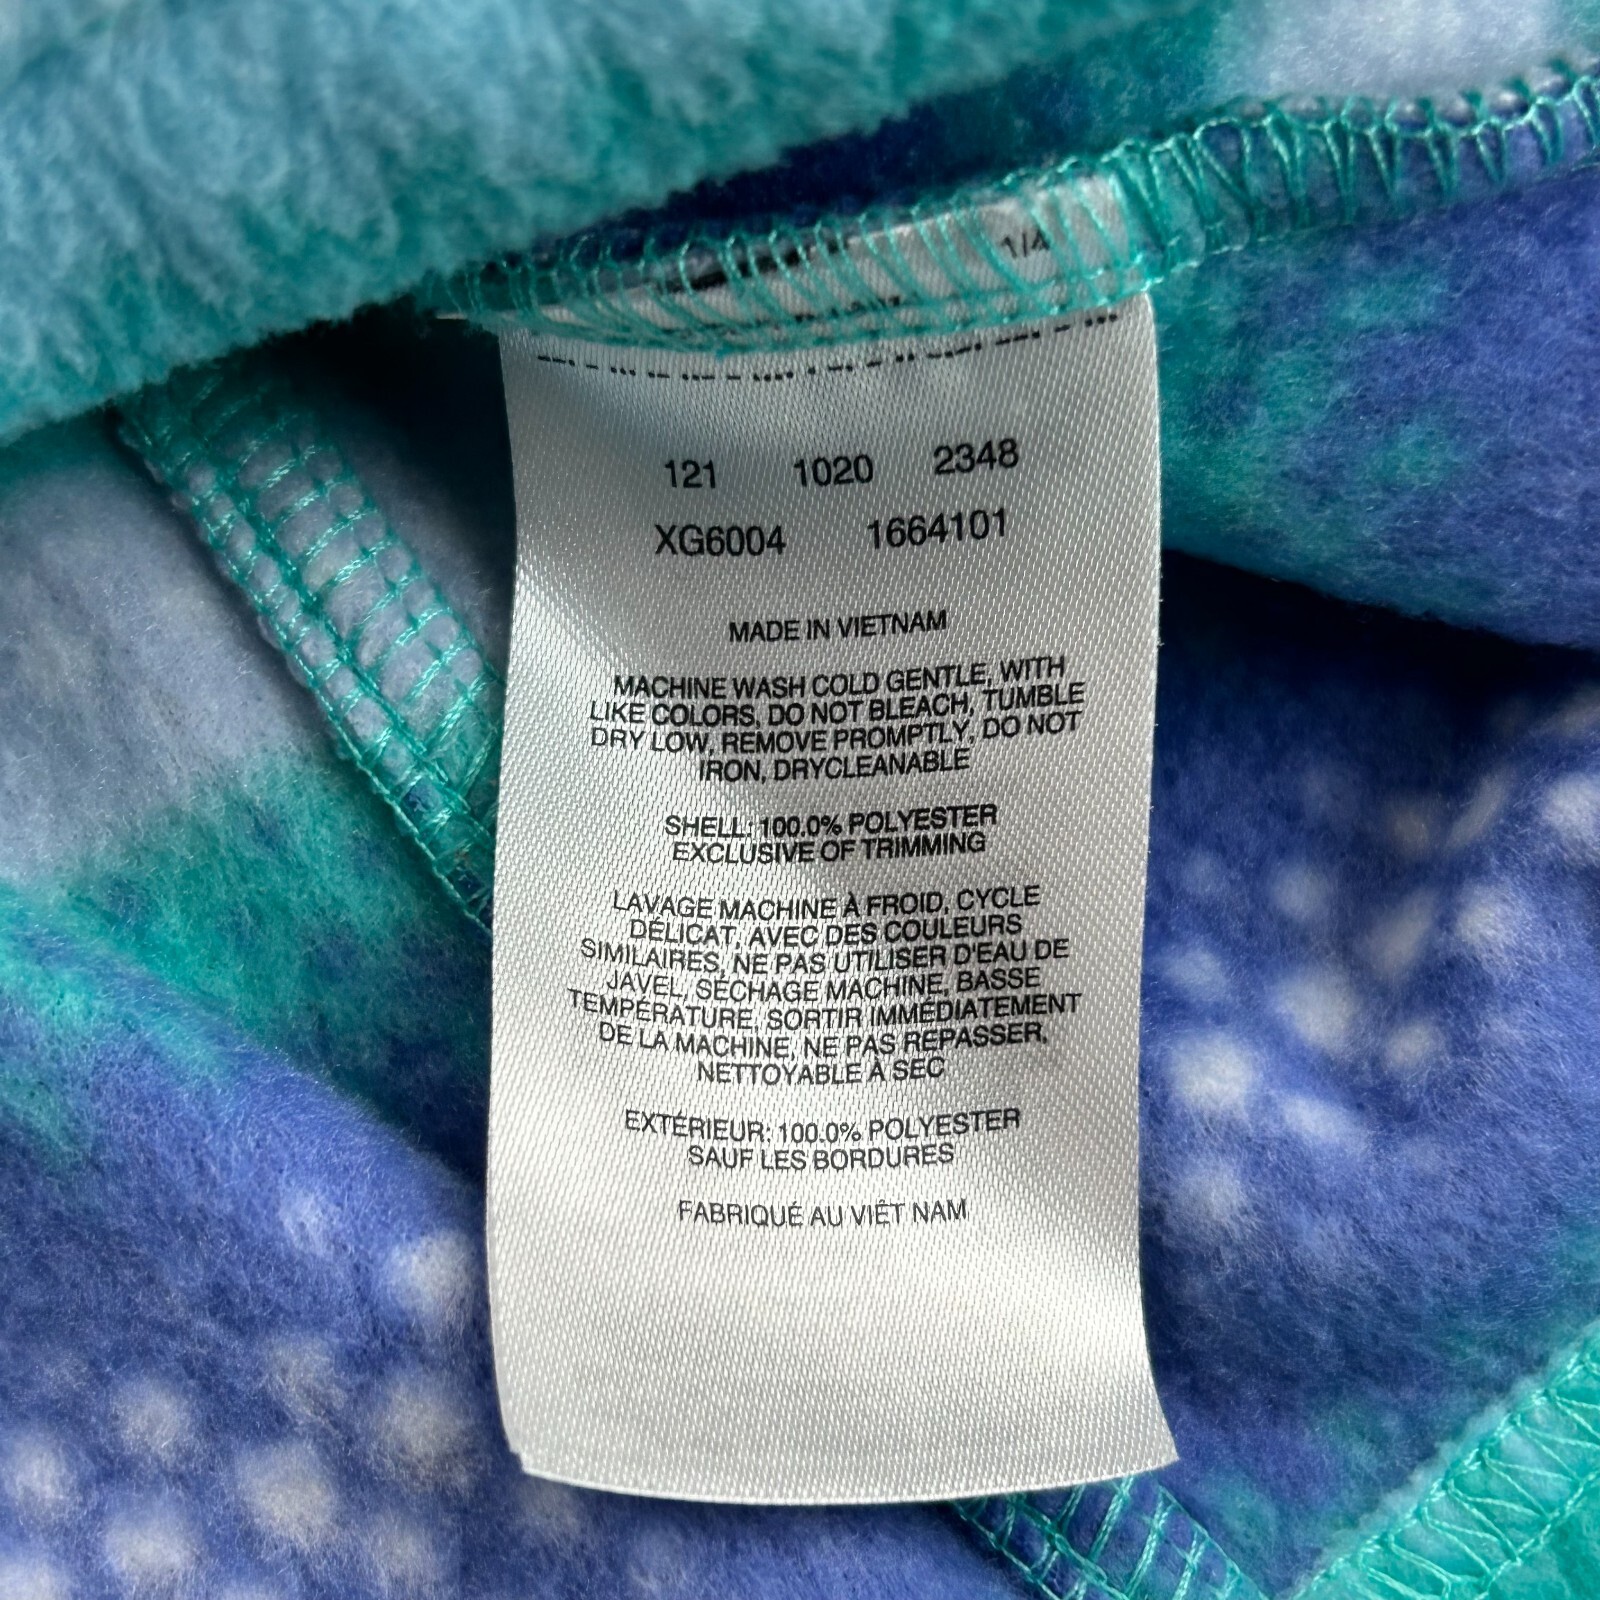 1/4
121 1020 2348
XG6004 1664101
MADE IN VIETNAM
MACHINE WASH COLD GENTLE, WITH
LIKE COLORS, DO NOT BLEACH, TUMBLE
DRY LOW, REMOVE PROMPTLY, DO NOT
IRON, DRYCLEANABLE
SHELL: 100.0% POLYESTER
EXCLUSIVE OF TRIMMING
LAVAGE MACHINE À FROID, CYCLE
DÉLICAT, AVEC DES COULEURS
SIMILAIRES, NE PAS UTILISER D'EAU DE
JAVEL, SÉCHAGE MACHINE, BASSE
TEMPÉRATURE, SORTIR IMMÉDIATEMENT
DE LA MACHINE, NE PAS REPASSER,
NETTOYABLE À SEC
EXTÉRIEUR: 100.0% POLYESTER
SAUF LES BORDURES
FABRIQUÉ AU VIÊT NAM